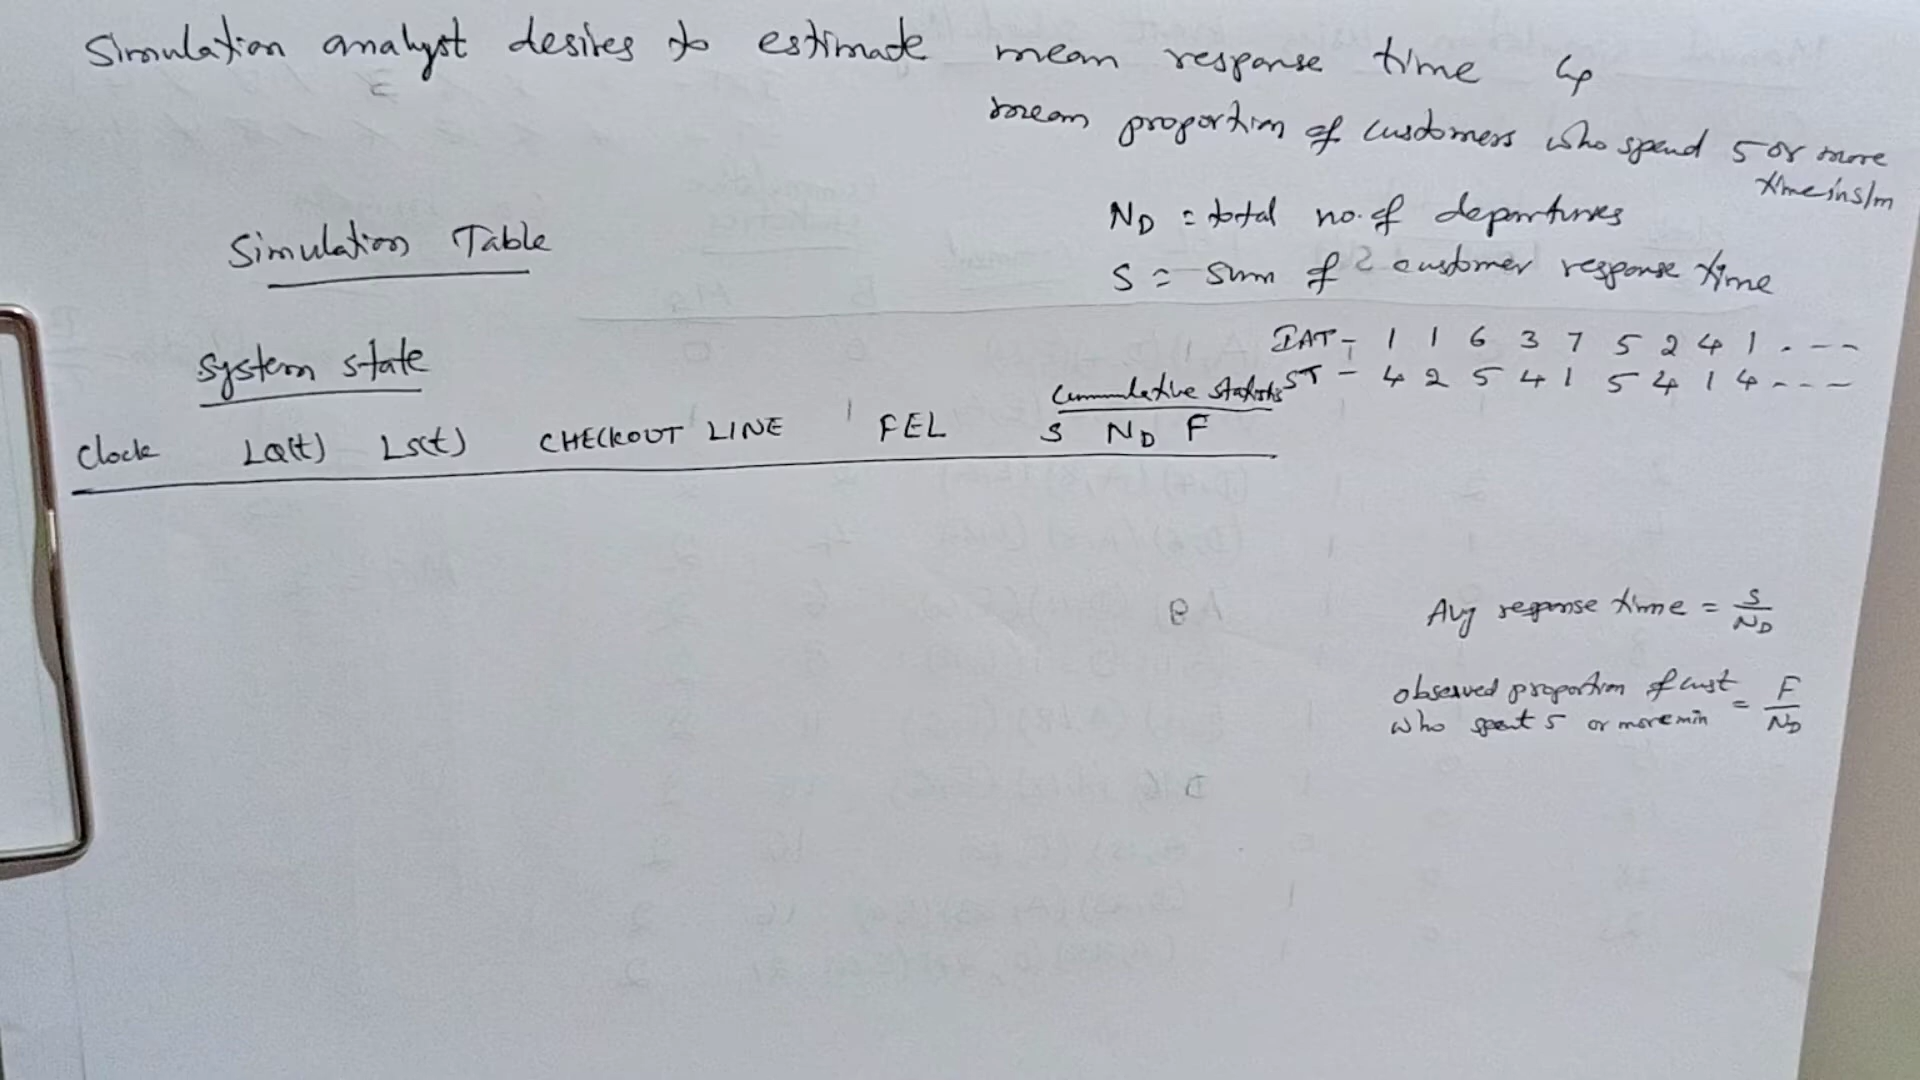 Simulation analyst desires to estimate mean response time &
mean proportion of customers who spend 5 or more
time in s/m
ND = total no. of departures
S = Sum of customer response time
Simulation Table
IAT - 1 1 6 3 7 5 2 4 1 . - -
ST - 4 2 5 4 1 5 4 1 4 - - -
System state
Cummulative
Clock LQ(t) LS(t) CHECKOUT LINE FEL S ND F
Avg response time = S/ND
observed proportion of cust
who spent 5 or more min = F/ND